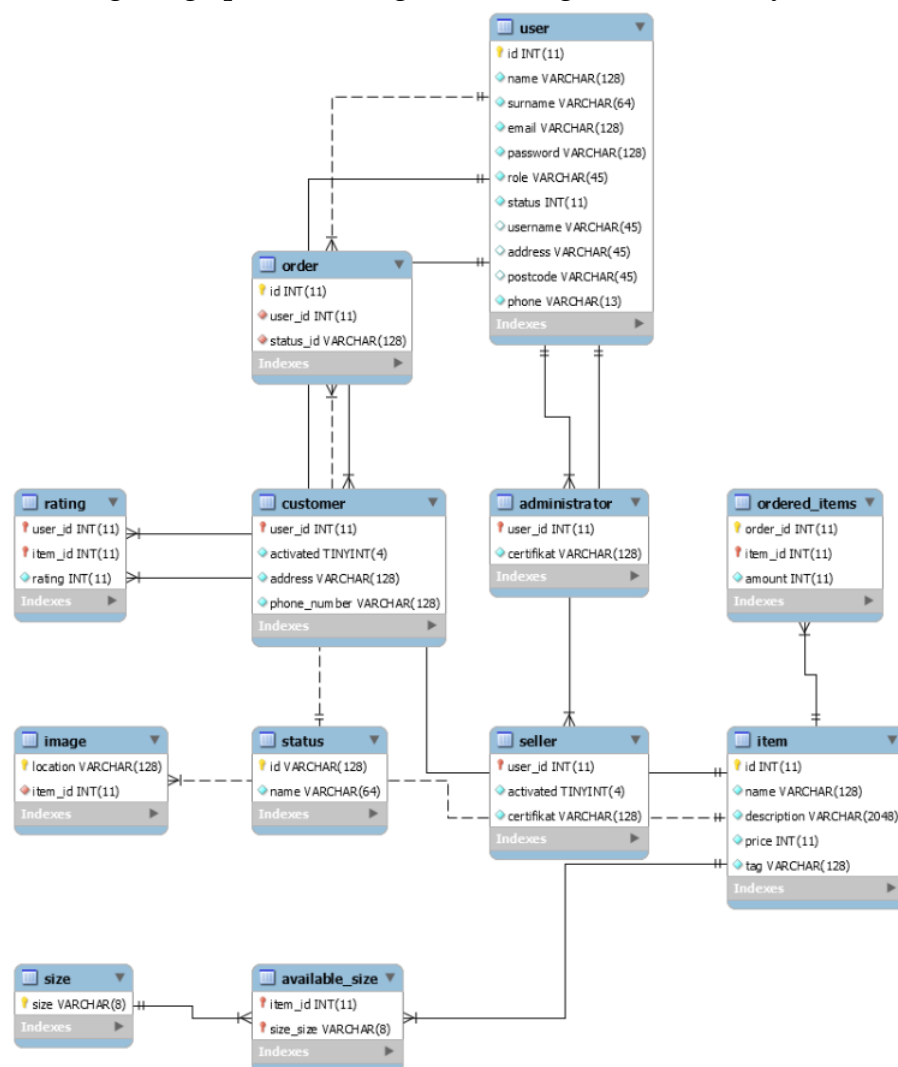 user
id INT(11)
name VARCHAR(128)
surname VARCHAR(64)
email VARCHAR(128)
password VARCHAR(128)
role VARCHAR(45)
status INT(11)
username VARCHAR(45)
address VARCHAR(45)
postcode VARCHAR(45)
phone VARCHAR(13)
Indexes
order
id INT(11)
user_id INT(11)
status_id VARCHAR(128)
Indexes
rating
user_id INT(11)
item_id INT(11)
rating INT(11)
Indexes
customer
user_id INT(11)
activated TINYINT(4)
address VARCHAR(128)
phone_number VARCHAR(128)
Indexes
administrator
user_id INT(11)
certifikat VARCHAR(128)
Indexes
ordered_items
order_id INT(11)
item_id INT(11)
amount INT(11)
Indexes
image
location VARCHAR(128)
item_id INT(11)
Indexes
status
id VARCHAR(128)
name VARCHAR(64)
Indexes
seller
user_id INT(11)
activated TINYINT(4)
certifikat VARCHAR(128)
Indexes
item
id INT(11)
name VARCHAR(128)
description VARCHAR(2048)
price INT(11)
tag VARCHAR(128)
Indexes
size
size VARCHAR(8)
Indexes
available_size
item_id INT(11)
size_size VARCHAR(8)
Indexes